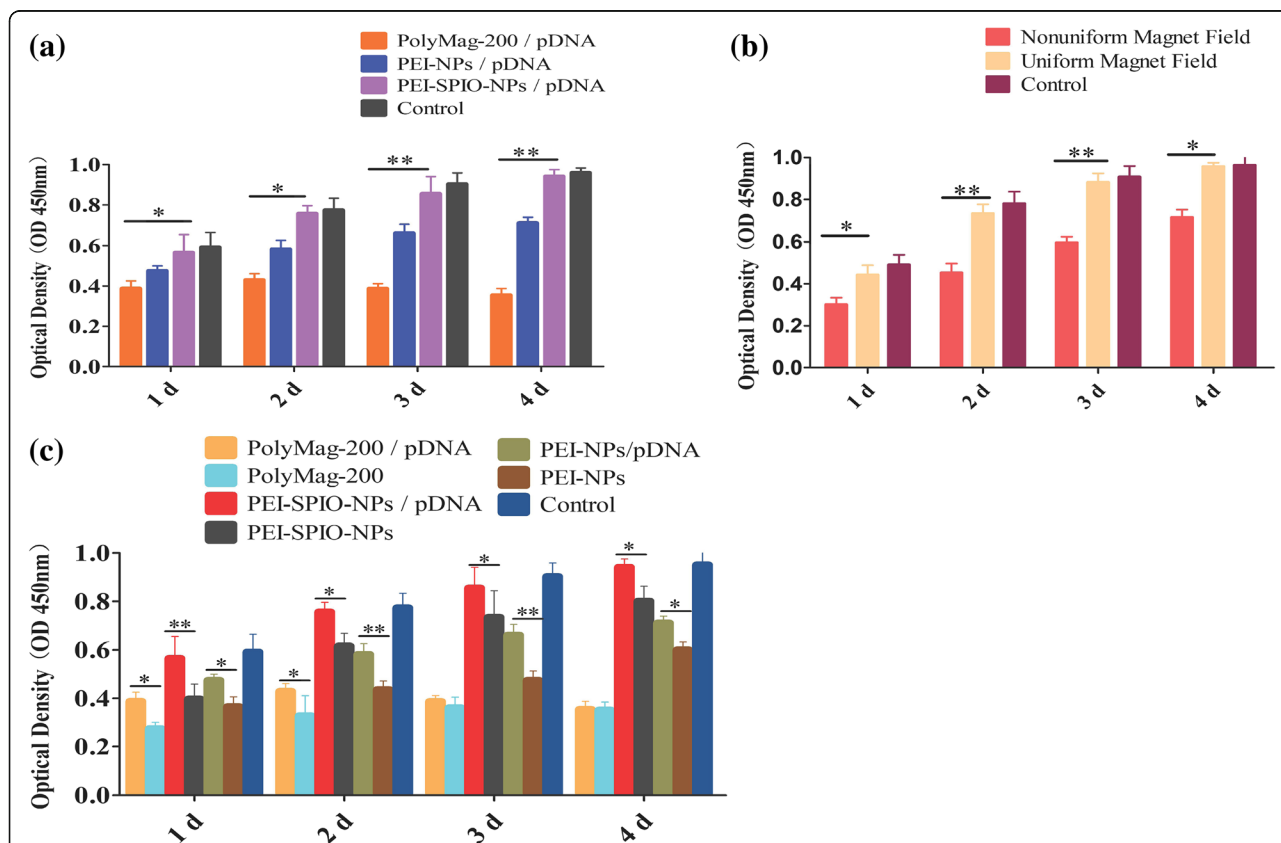 (a)
PolyMag-200 / pDNA
PEI-NPs / pDNA
PEI-SPIO-NPs / pDNA
Control
Optical Density (OD 450nm)
1.0
0.8
0.6
0.4
0.2
0.0
*
*
**
**
1 d
2 d
3 d
4 d
(b)
Nonuniform Magnet Field
Uniform Magnet Field
Control
Optical Density (OD 450nm)
1.0
0.8
0.6
0.4
0.2
0.0
*
**
**
*
1 d
2 d
3 d
4 d
(c)
PolyMag-200 / pDNA
PolyMag-200
PEI-SPIO-NPs / pDNA
PEI-SPIO-NPs
PEI-NPs/pDNA
PEI-NPs
Control
Optical Density (OD 450nm)
1.0
0.8
0.6
0.4
0.2
0.0
*
**
*
*
*
**
*
**
*
*
1 d
2 d
3 d
4 d